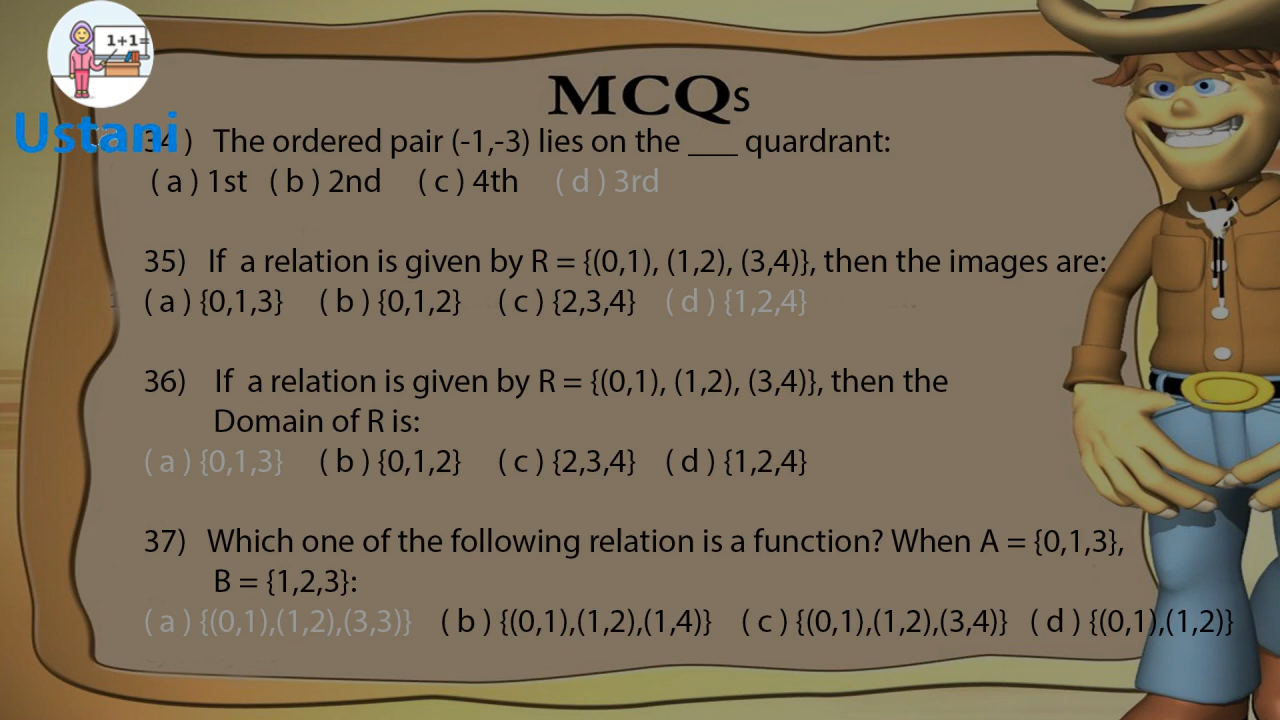 1+1=
Ustani
MCQs
34 ) The ordered pair (-1,-3) lies on the ___ quardrant:
( a ) 1st ( b ) 2nd ( c ) 4th ( d ) 3rd
35) If a relation is given by R = {(0,1), (1,2), (3,4)}, then the images are:
( a ) {0,1,3} ( b ) {0,1,2} ( c ) {2,3,4} ( d ) {1,2,4}
36) If a relation is given by R = {(0,1), (1,2), (3,4)}, then the
Domain of R is:
( a ) {0,1,3} ( b ) {0,1,2} ( c ) {2,3,4} ( d ) {1,2,4}
37) Which one of the following relation is a function? When A = {0,1,3},
B = {1,2,3}:
( a ) {(0,1),(1,2),(3,3)} ( b ) {(0,1),(1,2),(1,4)} ( c ) {(0,1),(1,2),(3,4)} ( d ) {(0,1),(1,2)}